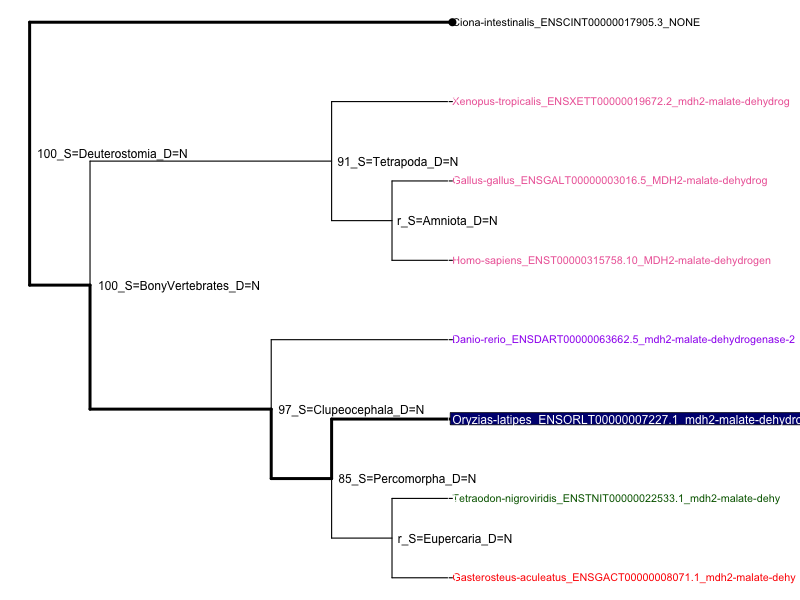 Ciona-intestinalis_ENSCINT00000017905.3_NONE
Xenopus-tropicalis_ENSXETT00000019672.2_mdh2-malate-dehydrog
100_S=Deuterostomia_D=N
91_S=Tetrapoda_D=N
Gallus-gallus_ENSGALT00000003016.5_MDH2-malate-dehydrog
r_S=Amniota_D=N
Homo-sapiens_ENST00000315758.10_MDH2-malate-dehydrogen
100_S=BonyVertebrates_D=N
Danio-rerio_ENSDART00000063662.5_mdh2-malate-dehydrogenase-2
97_S=Clupeocephala_D=N
Oryzias-latipes_ENSORLT00000007227.1_mdh2-malate-dehydro
85_S=Percomorpha_D=N
Tetraodon-nigroviridis_ENSTNIT00000022533.1_mdh2-malate-dehy
r_S=Eupercaria_D=N
Gasterosteus-aculeatus_ENSGACT00000008071.1_mdh2-malate-dehy